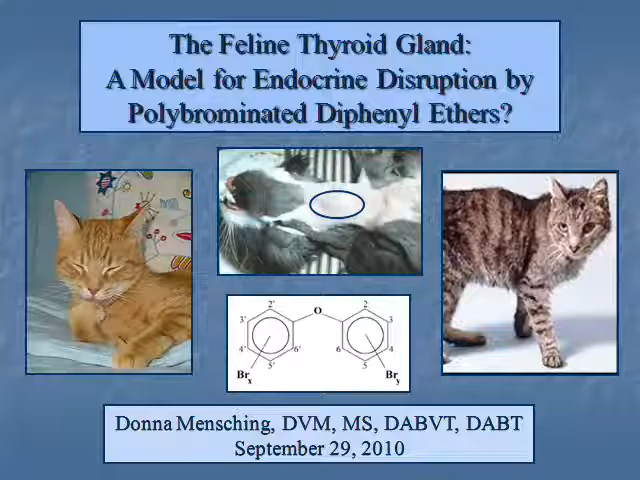 The Feline Thyroid Gland:
A Model for Endocrine Disruption by
Polybrominated Diphenyl Ethers?
2'
O
2
3'
3
4'
6'
6
4
5'
5
Brx
Bry
Donna Mensching, DVM, MS, DABVT, DABT
September 29, 2010